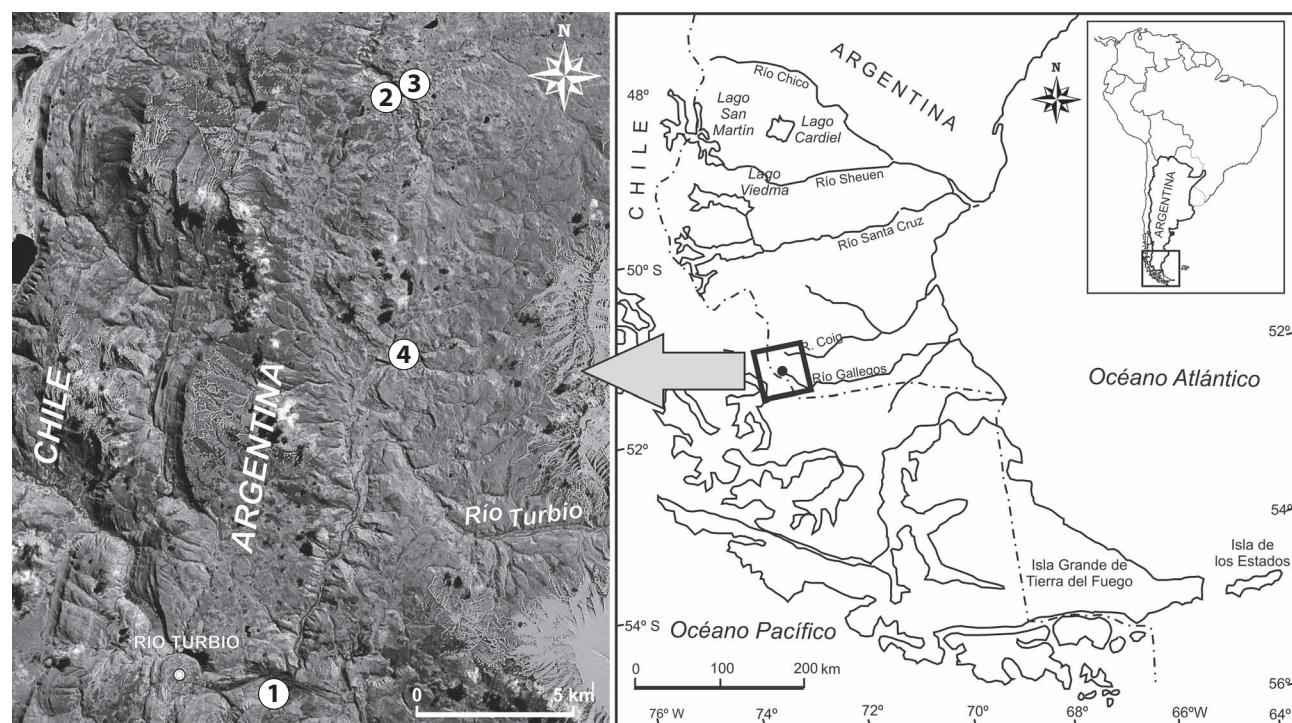 N
3
2
4
CHILE
ARGENTINA
Río Turbio
RIO TURBIO
1
0 5 km
ARGENTINA
N
CHILE
48º
Río Chico
Lago
San
Martín
Lago
Cardiel
Lago
Viedma
Río Sheuen
Río Santa Cruz
50º S
R. Coig
Río Gallegos
ARGENTINA
52º
Océano Atlántico
52º
54º
Isla de
los Estados
Isla Grande de
Tierra del Fuego
54º S
Océano Pacífico
0 100 200 km
56º
76º W 74º 72º 70º 68º 66ºW 64º